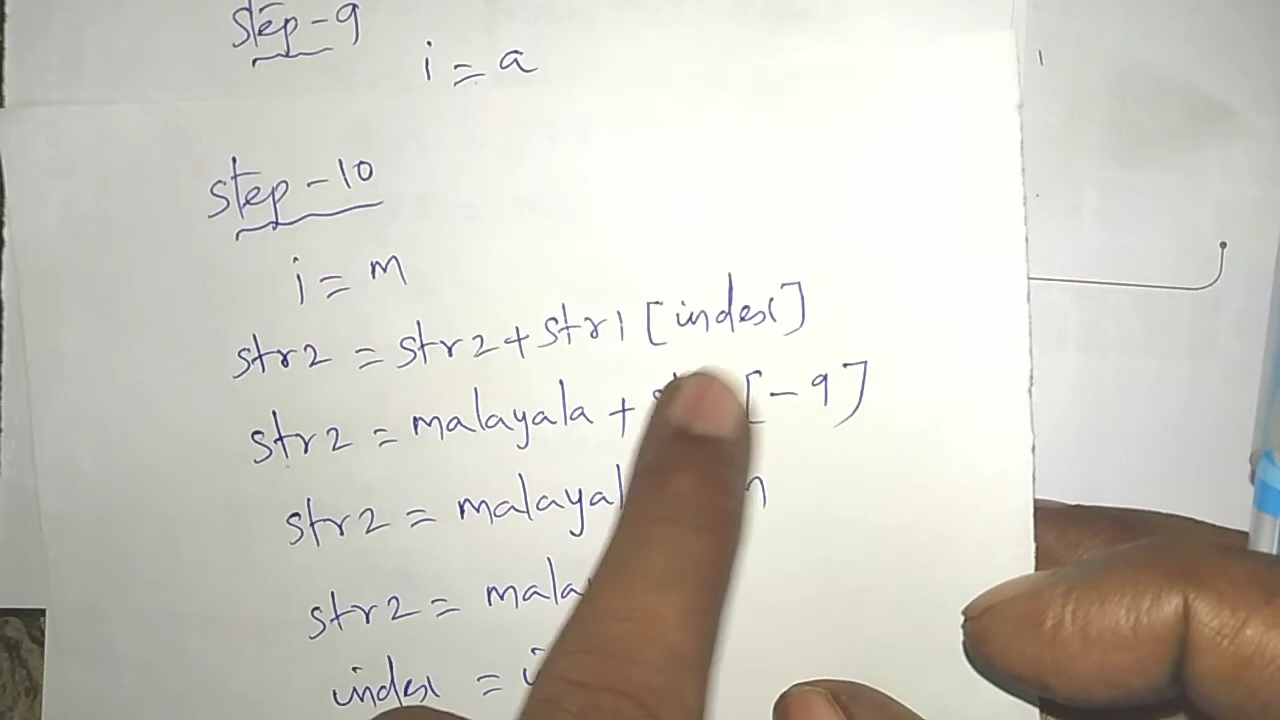 step-9
i = a
step-10
i = m
str2 = str2+str1 [index]
str2 = malayala + [-9]
str2 = malayal
str2 = mala
index =